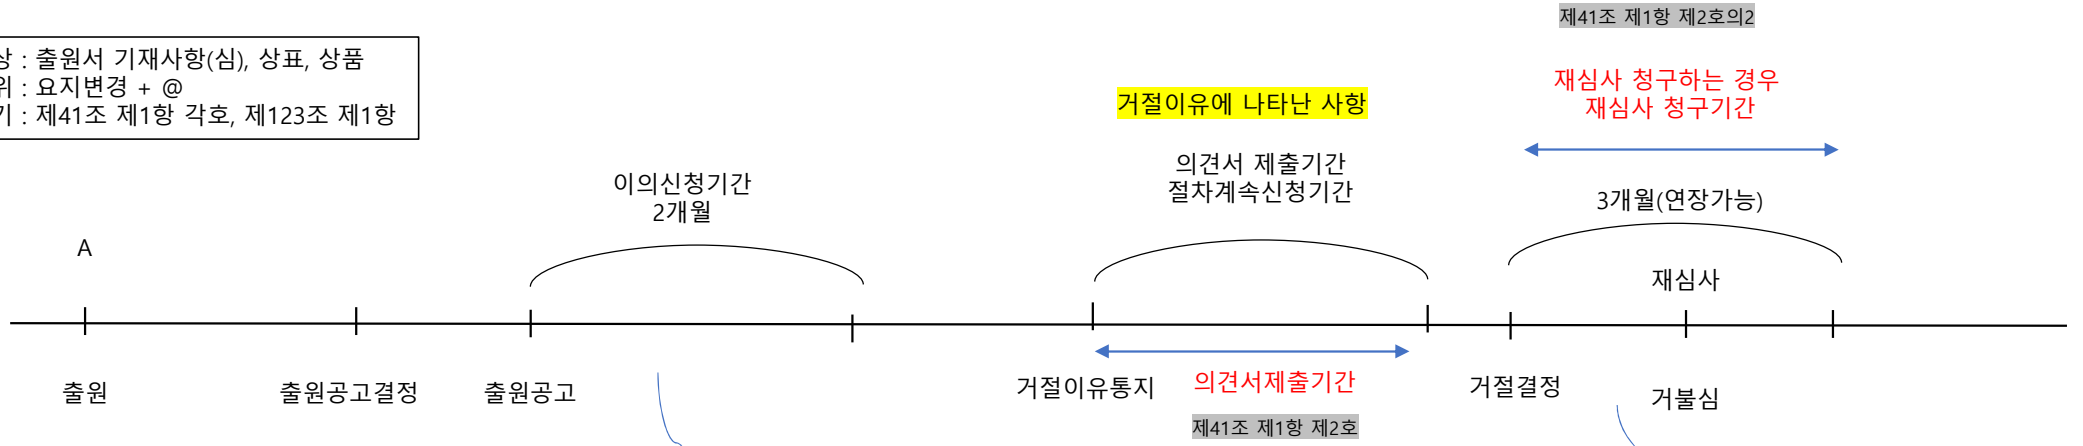 제41조 제1항 제2호의2
상 : 출원서 기재사항(심), 상표, 상품
위 : 요지변경 + @
기 : 제41조 제1항 각호, 제123조 제1항
재심사 청구하는 경우
재심사 청구기간
거절이유에 나타난 사항
의견서 제출기간
절차계속신청기간
이의신청기간
2개월
3개월(연장가능)
A
재심사
출원
출원공고결정
출원공고
거절이유통지
의견서제출기간
거절결정
거불심
제41조 제1항 제2호